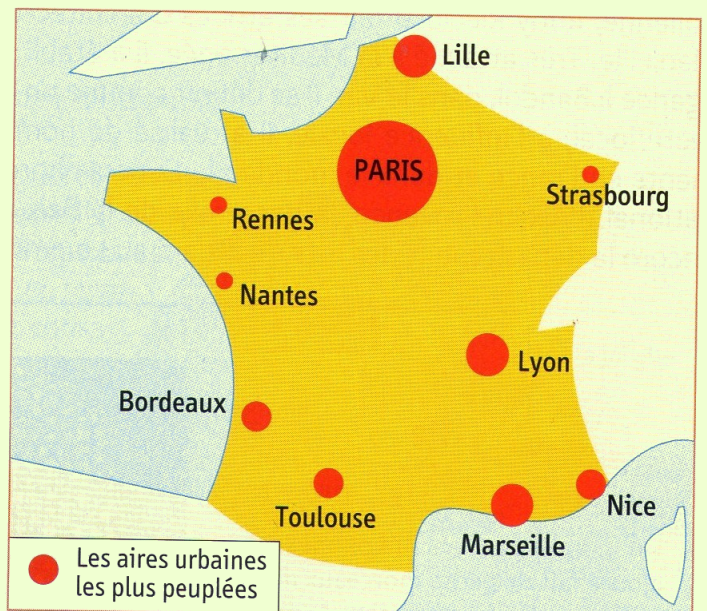 Lille
PARIS
Strasbourg
Rennes
Nantes
Lyon
Bordeaux
Toulouse
Nice
Marseille
Les aires urbaines
les plus peuplées